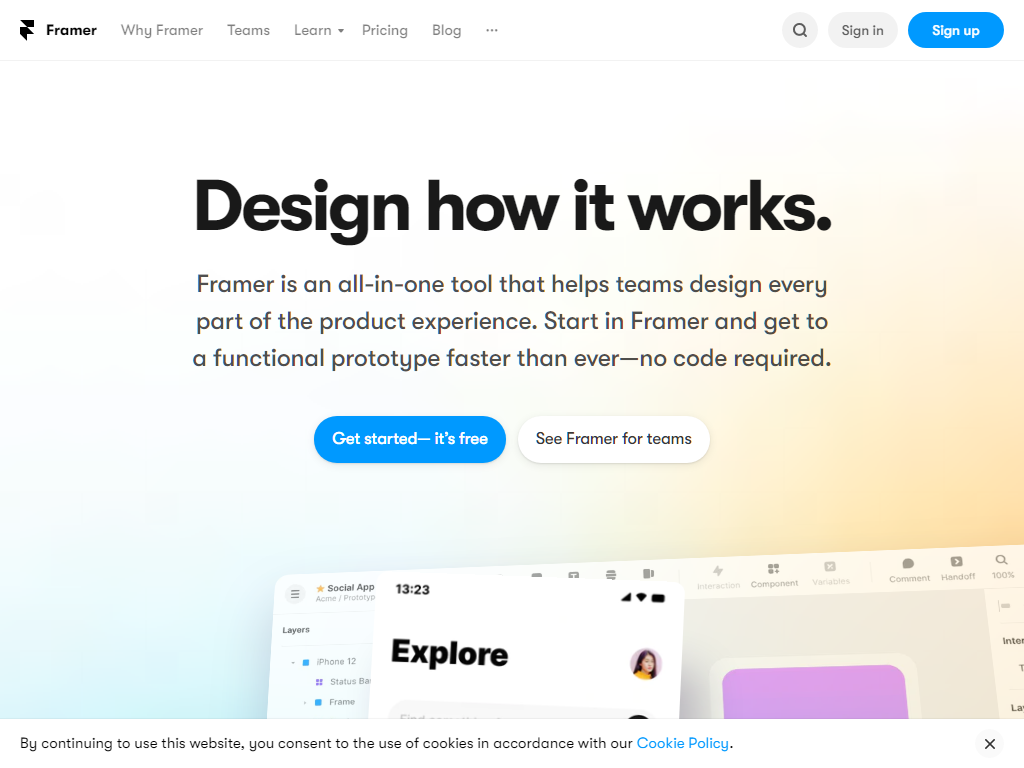 Framer Why Framer Teams Learn Pricing Blog ··· Sign in Sign up
Design how it works.
Framer is an all-in-one tool that helps teams design every
part of the product experience. Start in Framer and get to
a functional prototype faster than ever—no code required.
Get started— it's free See Framer for teams
Social App
Acme / Prototyp
Interaction Component Variables Comment Handoff 100%
13:23
Layers
Explore
iPhone 12
Status Ba
Frame
Inter
T
La
By continuing to use this website, you consent to the use of cookies in accordance with our Cookie Policy.